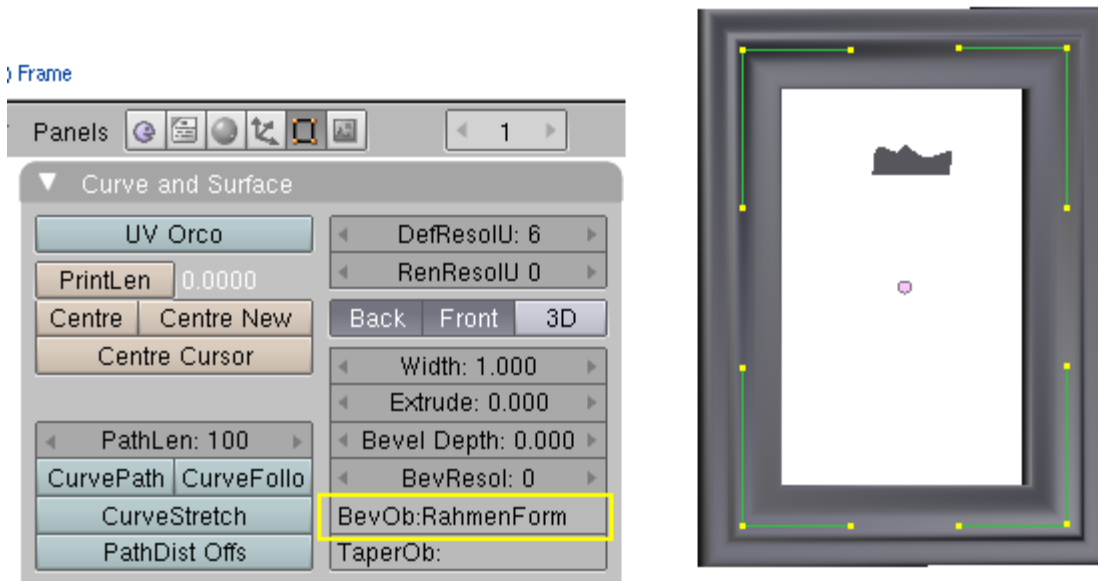 Frame
Panels
1
Curve and Surface
UV Orco
DefResolU: 6
PrintLen 0.0000
RenResolU 0
Centre Centre New
Back Front 3D
Centre Cursor
Width: 1.000
Extrude: 0.000
PathLen: 100
Bevel Depth: 0.000
CurvePath CurveFollo
BevResol: 0
CurveStretch
BevOb:RahmenForm
PathDist Offs
TaperOb: